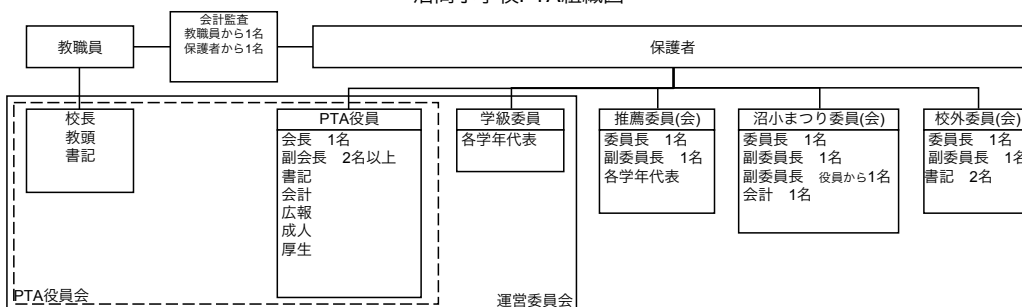 会計監査
教職員から1名
保護者から1名
教職員
保護者
校長
教頭
書記
PTA役員
会長 1名
副会長 2名以上
書記
会計
広報
成人
厚生
学級委員
各学年代表
推薦委員(会)
委員長 1名
副委員長 1名
各学年代表
沼小まつり委員(会)
委員長 1名
副委員長 1名
副委員長 役員から1名
会計 1名
校外委員(会)
委員長 1名
副委員長 1名
書記 2名
PTA役員会
運営委員会